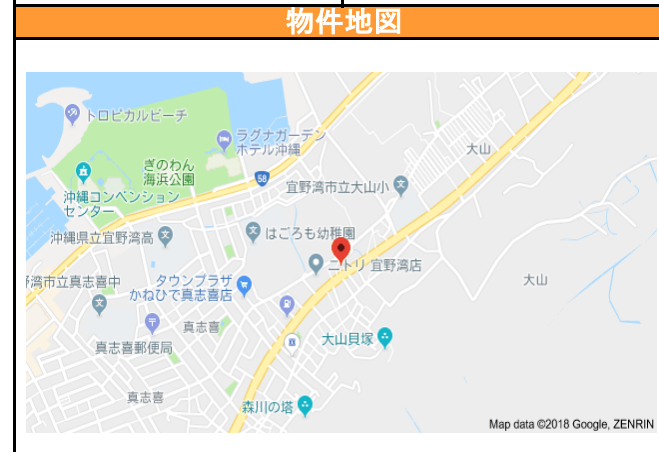 物件地図
トロピカルビーチ
ラグナガーデン
ホテル沖縄
大山
ぎのわん
海浜公園
58
宜野湾市立大山小
文
沖縄コンベンション
センター
沖縄県立宜野湾高
文
文
はごろも幼稚園
ニトリ 宜野湾店
湾市立真志喜中
文
タウンプラザ
かねひで真志喜店
大山
真志喜
大山貝塚
真志喜郵便局
真志喜
森川の塔
Map data ©2018 Google, ZENRIN